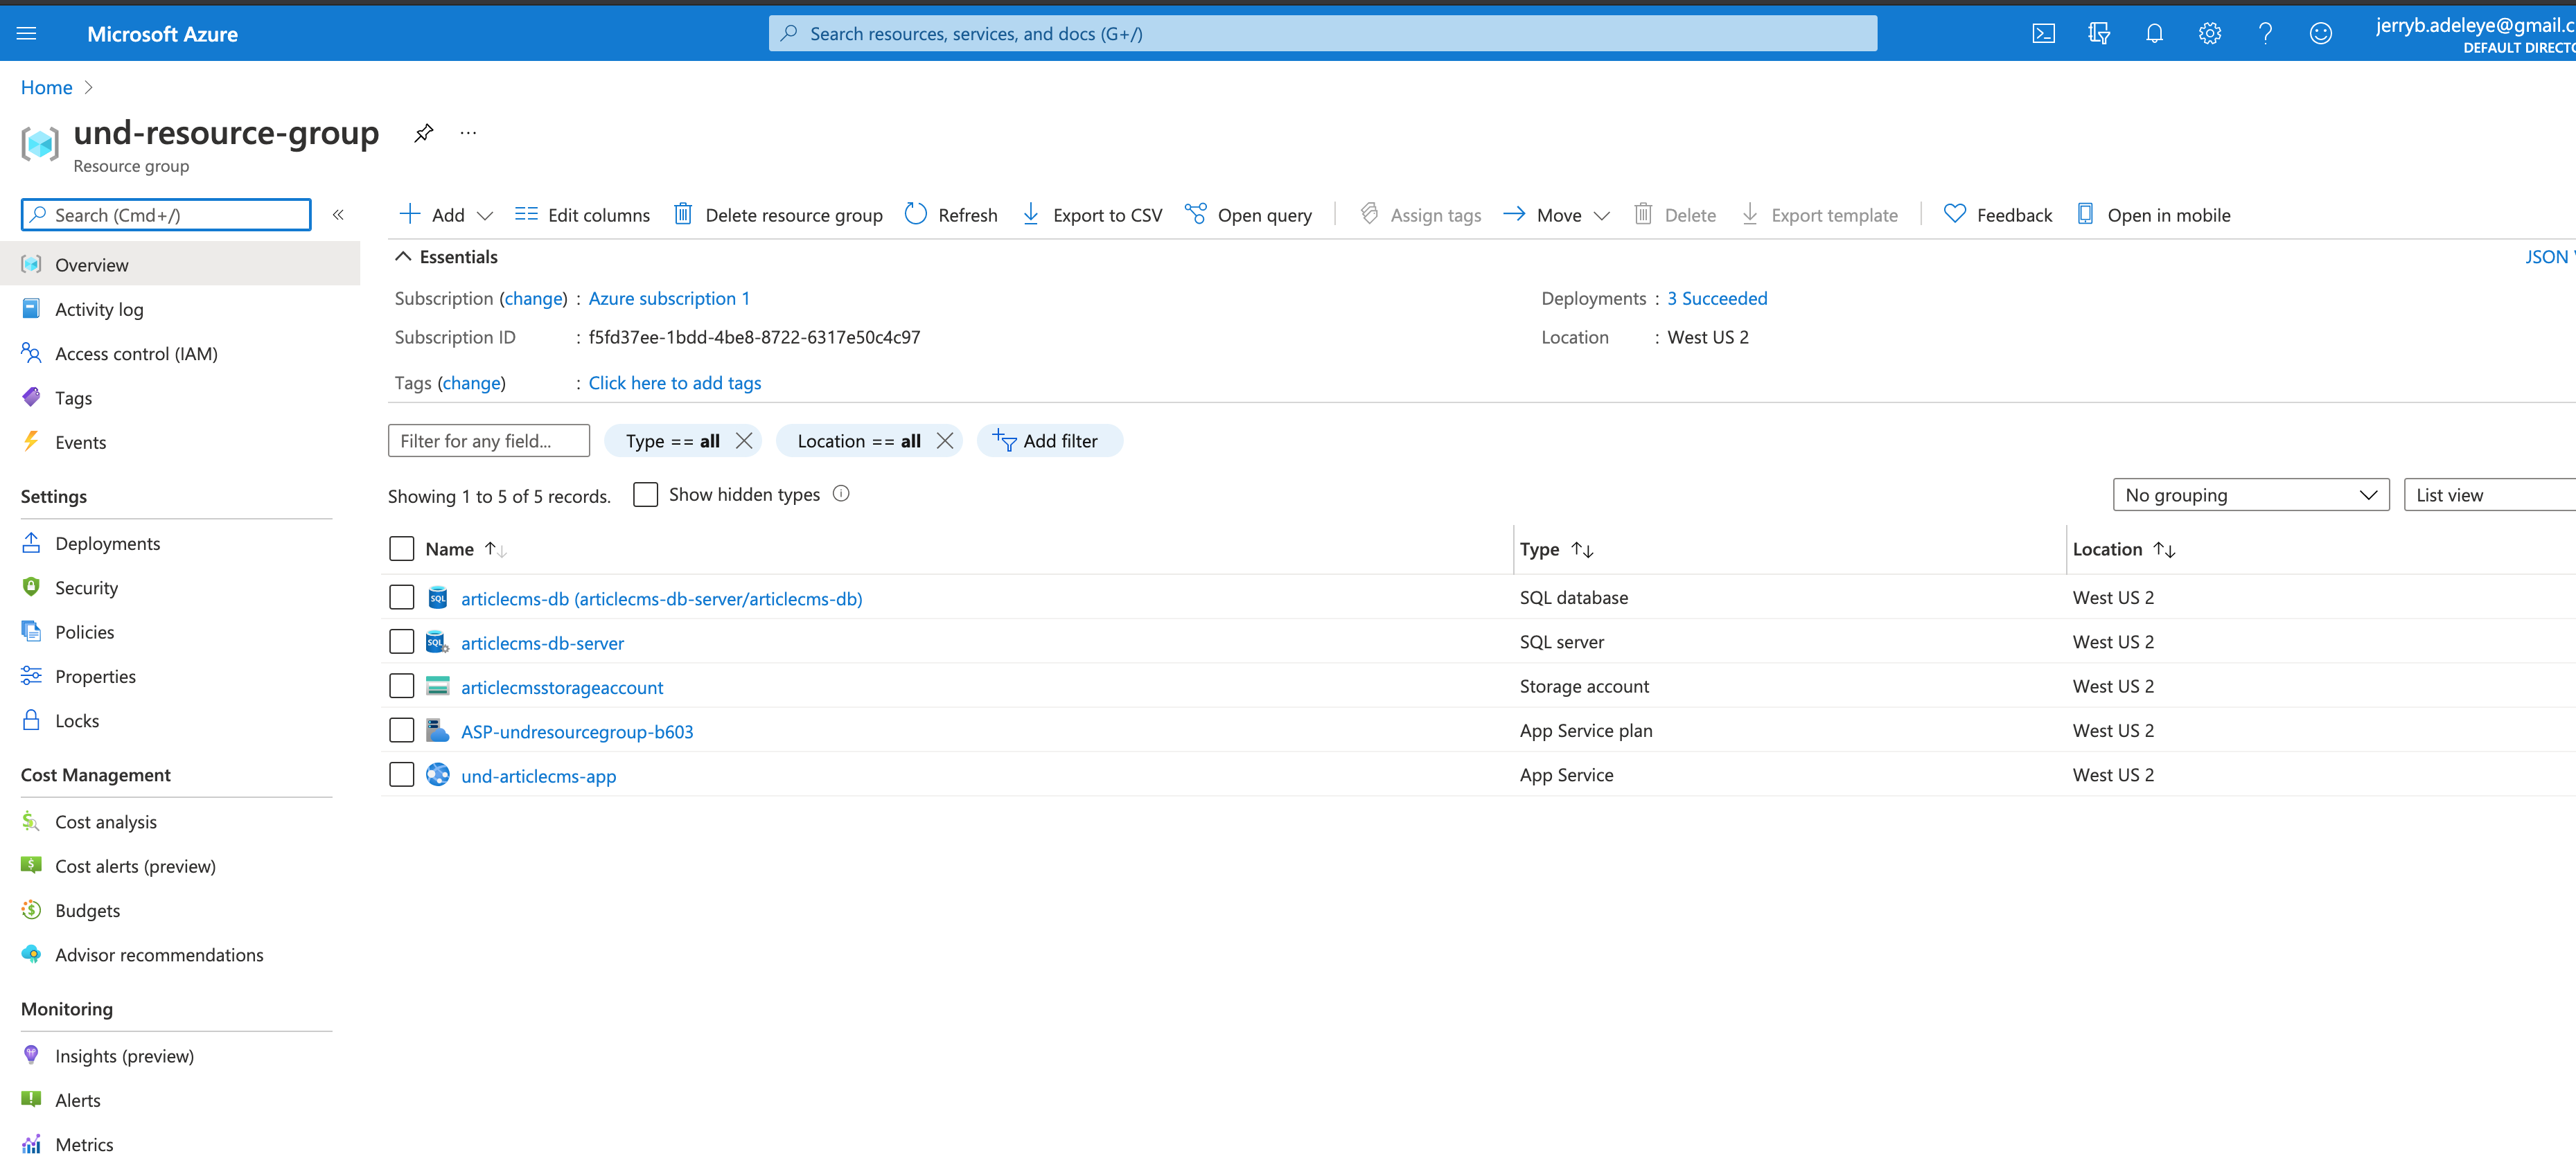 Microsoft Azure
Search resources, services, and docs (G+/)
jerryb.adeleye@gmail.c
DEFAULT DIRECTO
Home
und-resource-group
Resource group
Search (Cmd+/)
Add
Edit columns
Delete resource group
Refresh
Export to CSV
Open query
Assign tags
Move
Delete
Export template
Feedback
Open in mobile
Overview
Activity log
Access control (IAM)
Tags
Events
Settings
Deployments
Security
Policies
Properties
Locks
Cost Management
Cost analysis
Cost alerts (preview)
Budgets
Advisor recommendations
Monitoring
Insights (preview)
Alerts
Metrics
Essentials
JSON
Subscription (change) : Azure subscription 1
Subscription ID : f5fd37ee-1bdd-4be8-8722-6317e50c4c97
Tags (change) : Click here to add tags
Deployments : 3 Succeeded
Location : West US 2
Filter for any field...
Type == all
Location == all
Add filter
Showing 1 to 5 of 5 records.
Show hidden types
No grouping
List view
Name Type Location
articlecms-db (articlecms-db-server/articlecms-db) SQL database West US 2
articlecms-db-server SQL server West US 2
articlecmsstorageaccount Storage account West US 2
ASP-undresourcegroup-b603 App Service plan West US 2
und-articlecms-app App Service West US 2